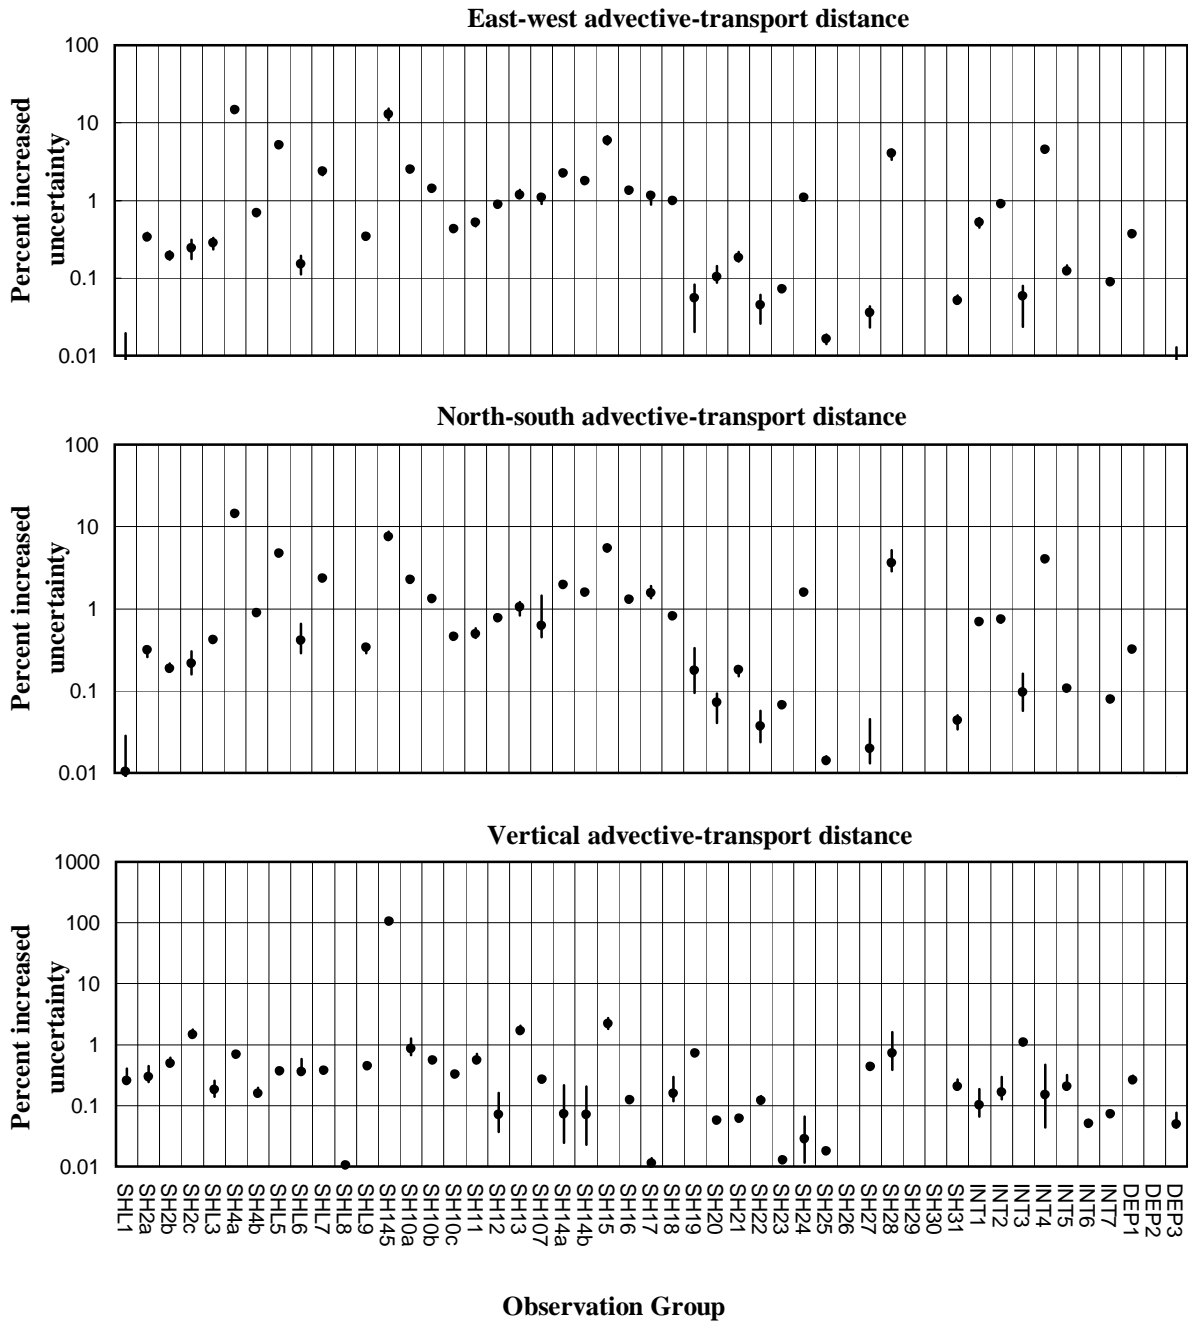 East-west advective-transport distance
Percent increased
uncertainty
100
10
1
0.1
0.01
North-south advective-transport distance
Percent increased
uncertainty
100
10
1
0.1
0.01
Vertical advective-transport distance
Percent increased
uncertainty
1000
100
10
1
0.1
0.01
SHL1
SH2a
SH2b
SH2c
SHL3
SH4a
SH4b
SHL5
SHL6
SHL7
SHL8
SHL9
SH145
SH10a
SH10b
SH10c
SH11
SH12
SH13
SH107
SH14a
SH14b
SH15
SH16
SH17
SH18
SH19
SH20
SH21
SH22
SH23
SH24
SH25
SH26
SH27
SH28
SH29
SH30
SH31
INT1
INT2
INT3
INT4
INT5
INT6
INT7
DEP1
DEP2
DEP3
Observation Group